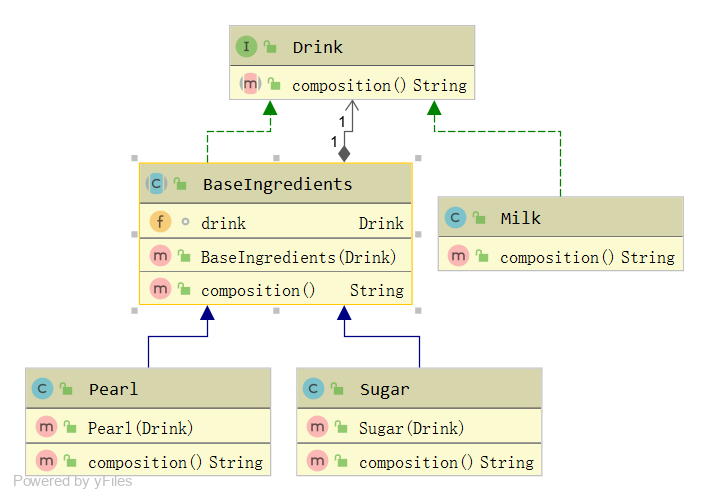 I Drink
m composition() String
1
1
C BaseIngredients
f drink Drink
m BaseIngredients(Drink)
m composition() String
C Milk
m composition() String
C Pearl
m Pearl(Drink)
m composition() String
C Sugar
m Sugar(Drink)
m composition() String
Powered by yFiles